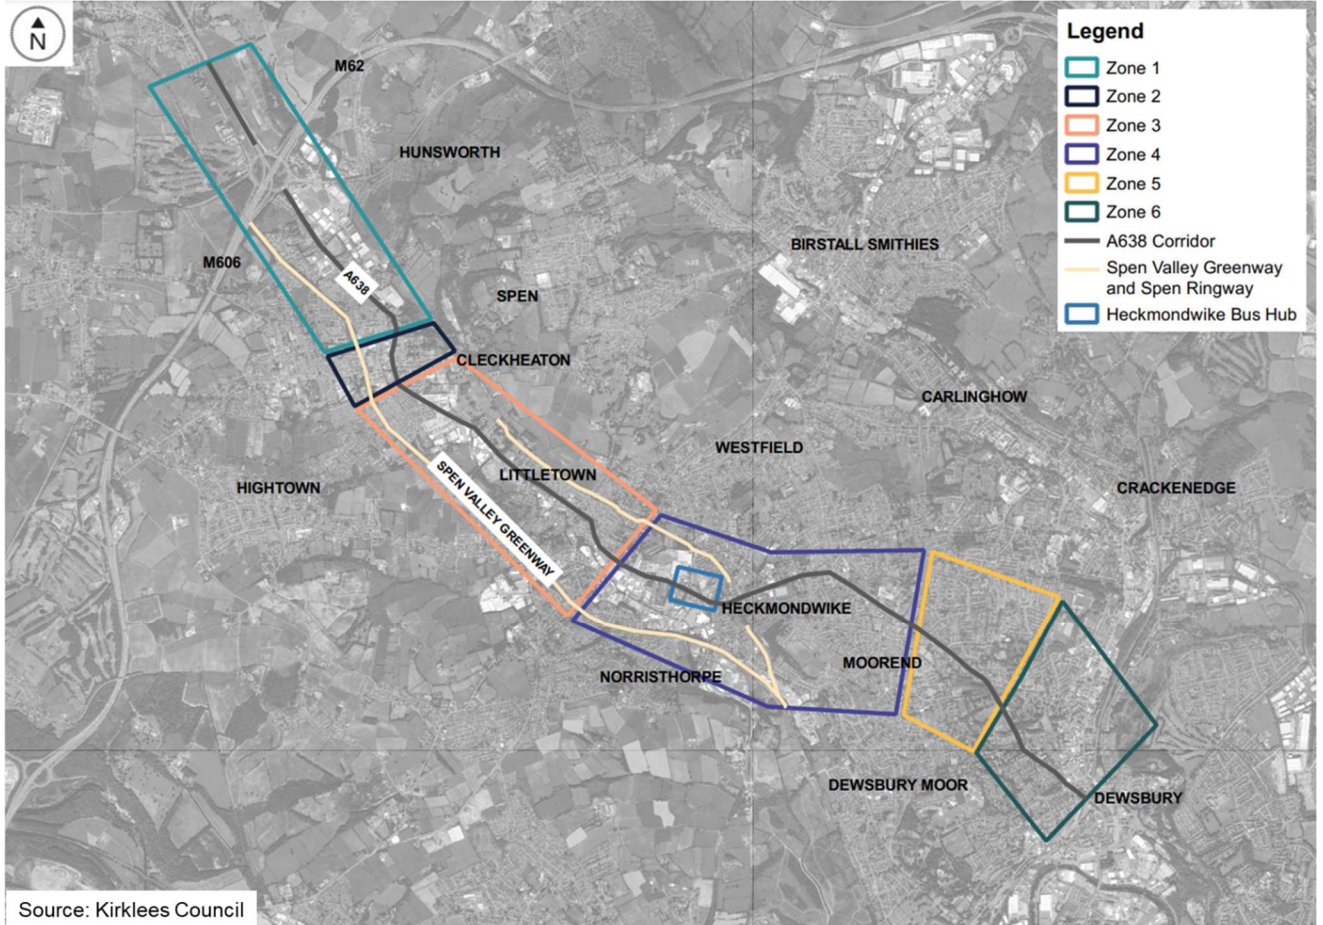 N
Legend
Zone 1
Zone 2
Zone 3
Zone 4
Zone 5
Zone 6
A638 Corridor
Spen Valley Greenway
and Spen Ringway
Heckmondwike Bus Hub
M62
HUNSWORTH
BIRSTALL SMITHIES
M606
A638
SPEN
CLECKHEATON
CARLINGHOW
WESTFIELD
LITTLETOWN
HIGHTOWN
CRACKENEDGE
SPEN VALLEY GREENWAY
HECKMONDWIKE
MOOREND
NORRISTHORPE
DEWSBURY MOOR
DEWSBURY
Source: Kirklees Council